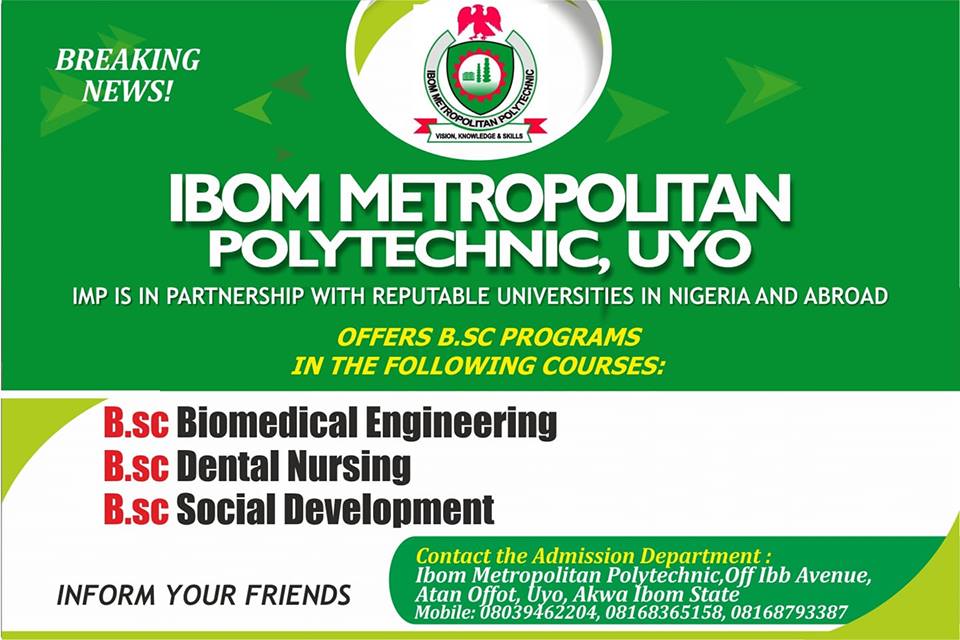 BREAKING
NEWS!
IBOM METROPOLITAN POLYTECHNIC
VISION, KNOWLEDGE & SKILLS
IBOM METROPOLITAN
POLYTECHNIC, UYO
IMP IS IN PARTNERSHIP WITH REPUTABLE UNIVERSITIES IN NIGERIA AND ABROAD
OFFERS B.SC PROGRAMS
IN THE FOLLOWING COURSES:
B.sc Biomedical Engineering
B.sc Dental Nursing
B.sc Social Development
INFORM YOUR FRIENDS
Contact the Admission Department :
Ibom Metropolitan Polytechnic,Off Ibb Avenue,
Atan Offot, Uyo, Akwa Ibom State
Mobile: 08039462204, 08168365158, 08168793387